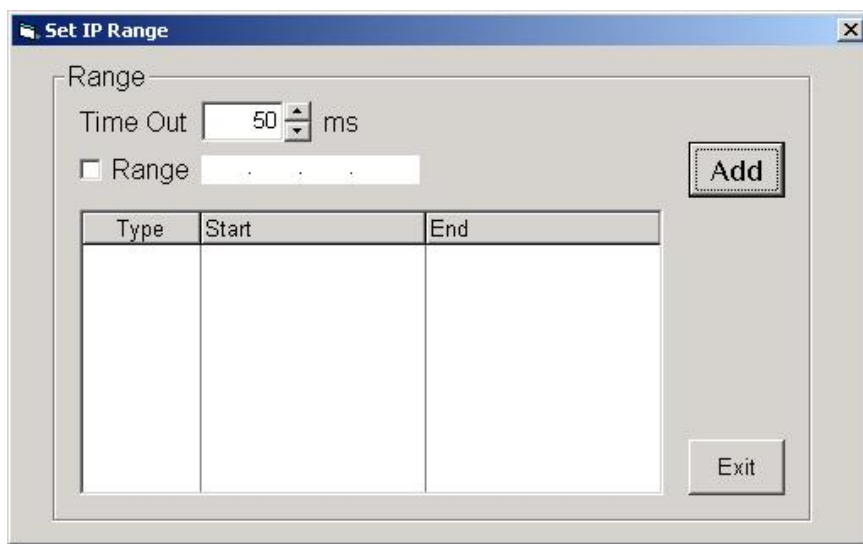 Set IP Range
Range
Time Out 50 ms
Range . . .
Add
Type Start End
Exit